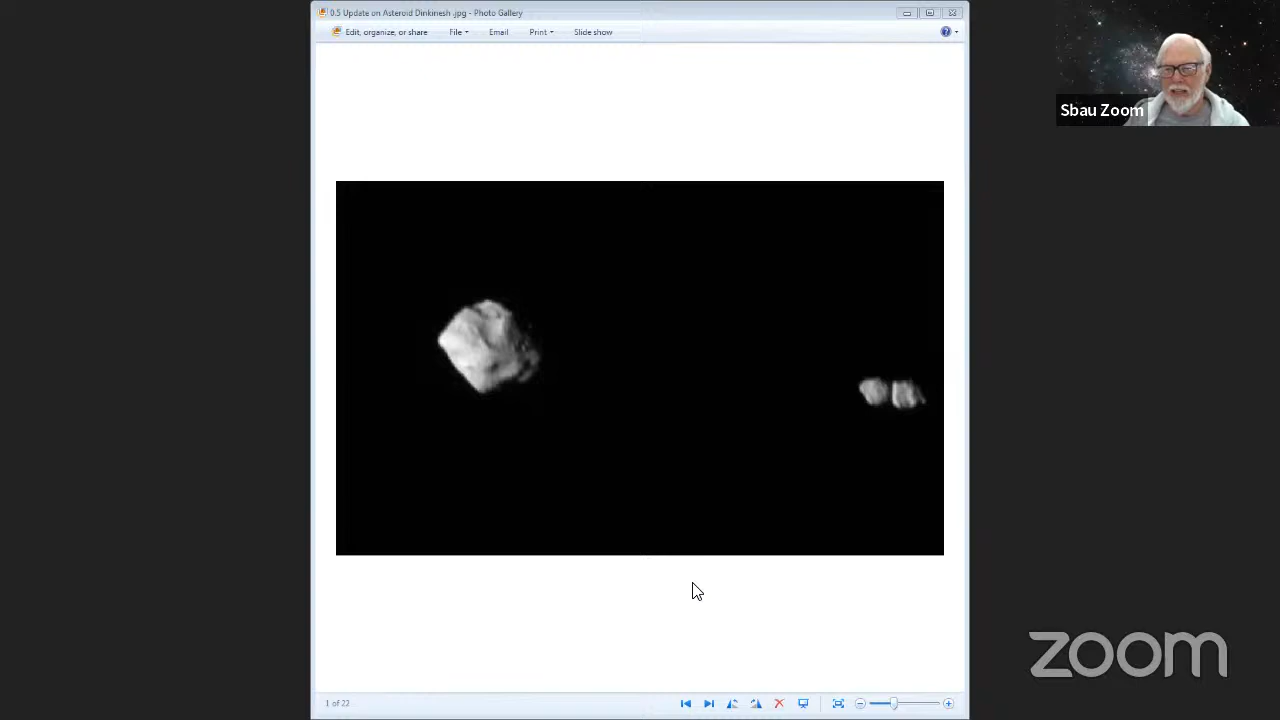 0.5 Update on Asteroid Dinkinesh .jpg - Photo Gallery
Edit, organize, or share File Email Print Slide show
Sbau Zoom
zoom
1 of 22